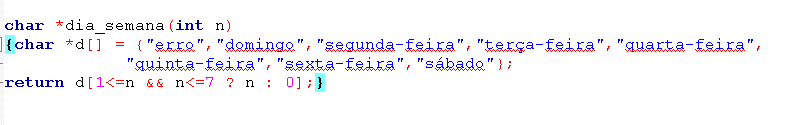 char *dia_semana(int n)
{char *d[] = {"erro","domingo","segunda-feira","terça-feira","quarta-feira",
"quinta-feira","sexta-feira","sábado"};
return d[1<=n && n<=7 ? n : 0];}